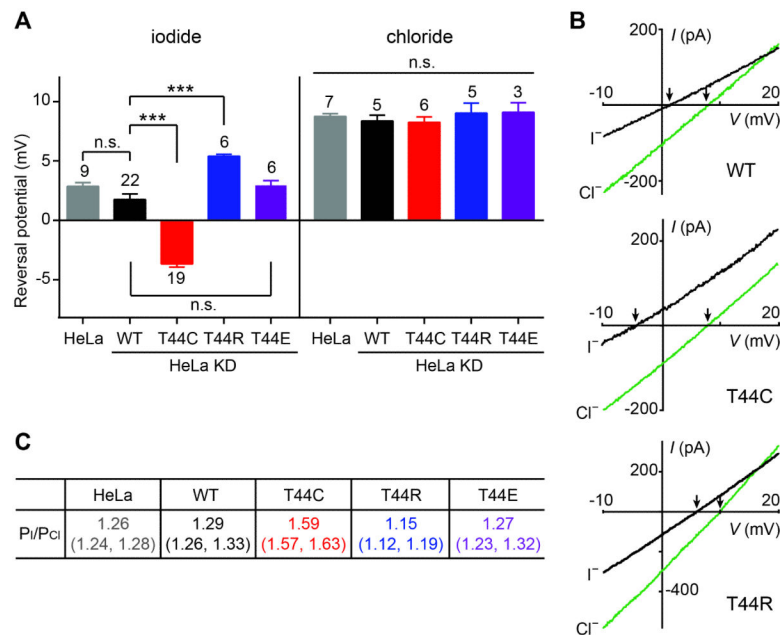 A
iodide
chloride
Reversal potential (mV)
10
5
0
-5
n.s.
***
***
n.s.
n.s.
9
22
19
6
6
7
5
6
5
3
HeLa WT T44C T44R T44E
HeLa KD
HeLa WT T44C T44R T44E
HeLa KD
B
200
I (pA)
-10
20
V (mV)
I⁻
-200
Cl⁻
WT
I (pA)
200
-10
20
V (mV)
I⁻
Cl⁻
-200
T44C
I (pA)
200
-10
20
V (mV)
I⁻
-400
Cl⁻
T44R
C
HeLa WT T44C T44R T44E
PI/PCl 1.26 1.29 1.59 1.15 1.27
(1.24, 1.28) (1.26, 1.33) (1.57, 1.63) (1.12, 1.19) (1.23, 1.32)